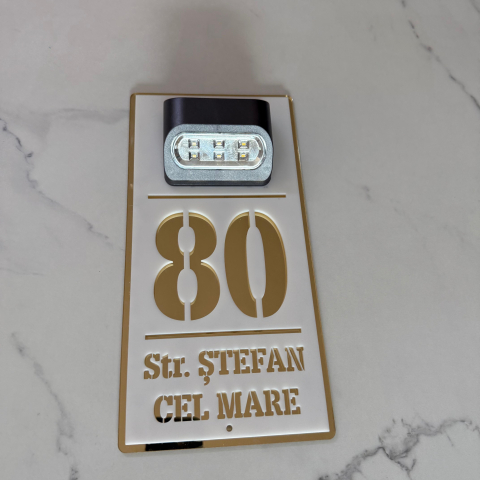 80
Str. ŞTEFAN
CEL MARE